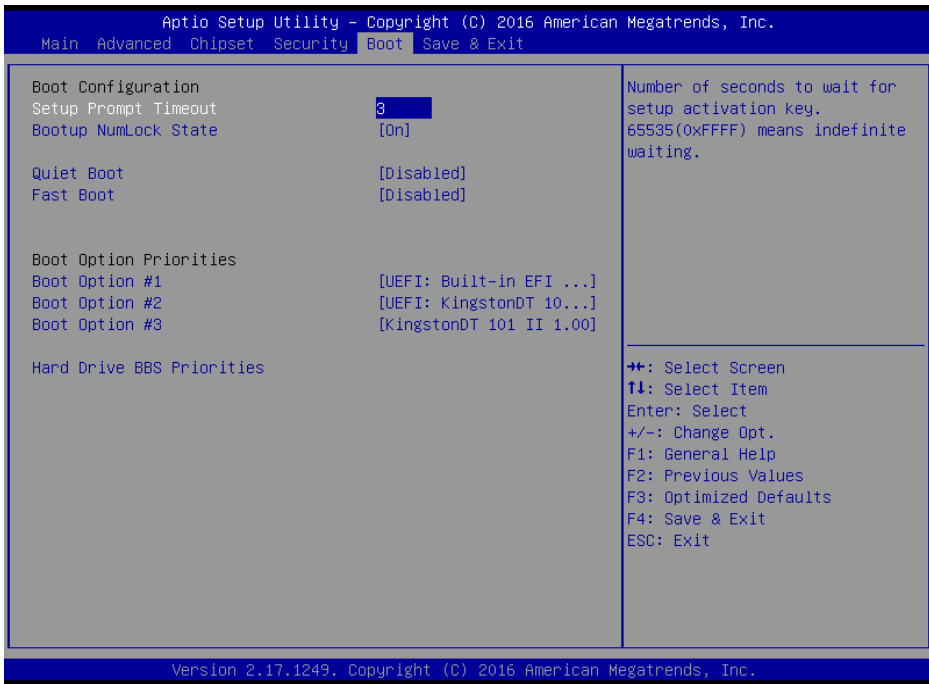 Aptio Setup Utility – Copyright (C) 2016 American Megatrends, Inc.
Main Advanced Chipset Security Boot Save & Exit
Boot Configuration
Setup Prompt Timeout 3
Bootup NumLock State [On]
Quiet Boot [Disabled]
Fast Boot [Disabled]
Boot Option Priorities
Boot Option #1 [UEFI: Built-in EFI ...]
Boot Option #2 [UEFI: KingstonDT 10...]
Boot Option #3 [KingstonDT 101 II 1.00]
Hard Drive BBS Priorities
Number of seconds to wait for
setup activation key.
65535(0xFFFF) means indefinite
waiting.
→←: Select Screen
↑↓: Select Item
Enter: Select
+/-: Change Opt.
F1: General Help
F2: Previous Values
F3: Optimized Defaults
F4: Save & Exit
ESC: Exit
Version 2.17.1249. Copyright (C) 2016 American Megatrends, Inc.